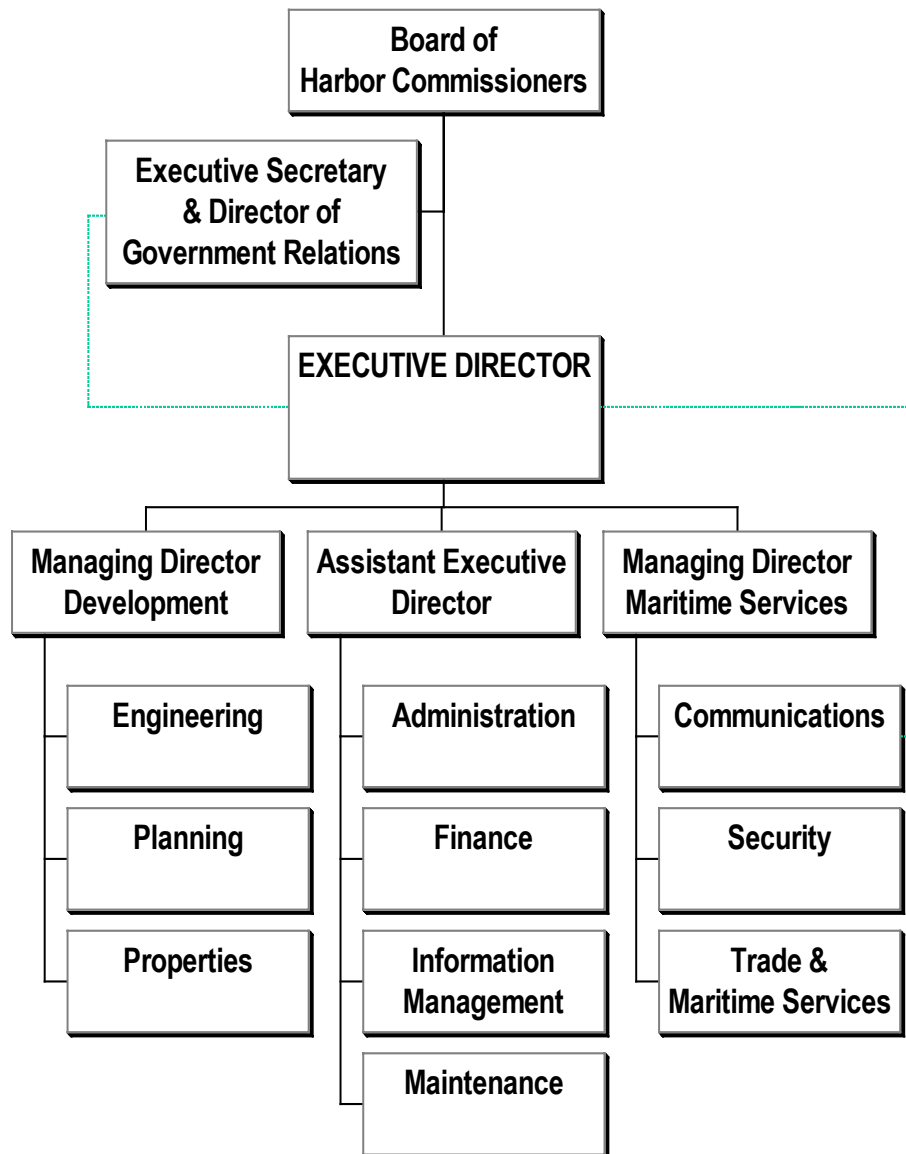 Board of
Harbor Commissioners
Executive Secretary
& Director of
Government Relations
EXECUTIVE DIRECTOR
Managing Director
Development
Assistant Executive
Director
Managing Director
Maritime Services
Engineering
Administration
Communications
Planning
Finance
Security
Properties
Information
Management
Trade &
Maritime Services
Maintenance